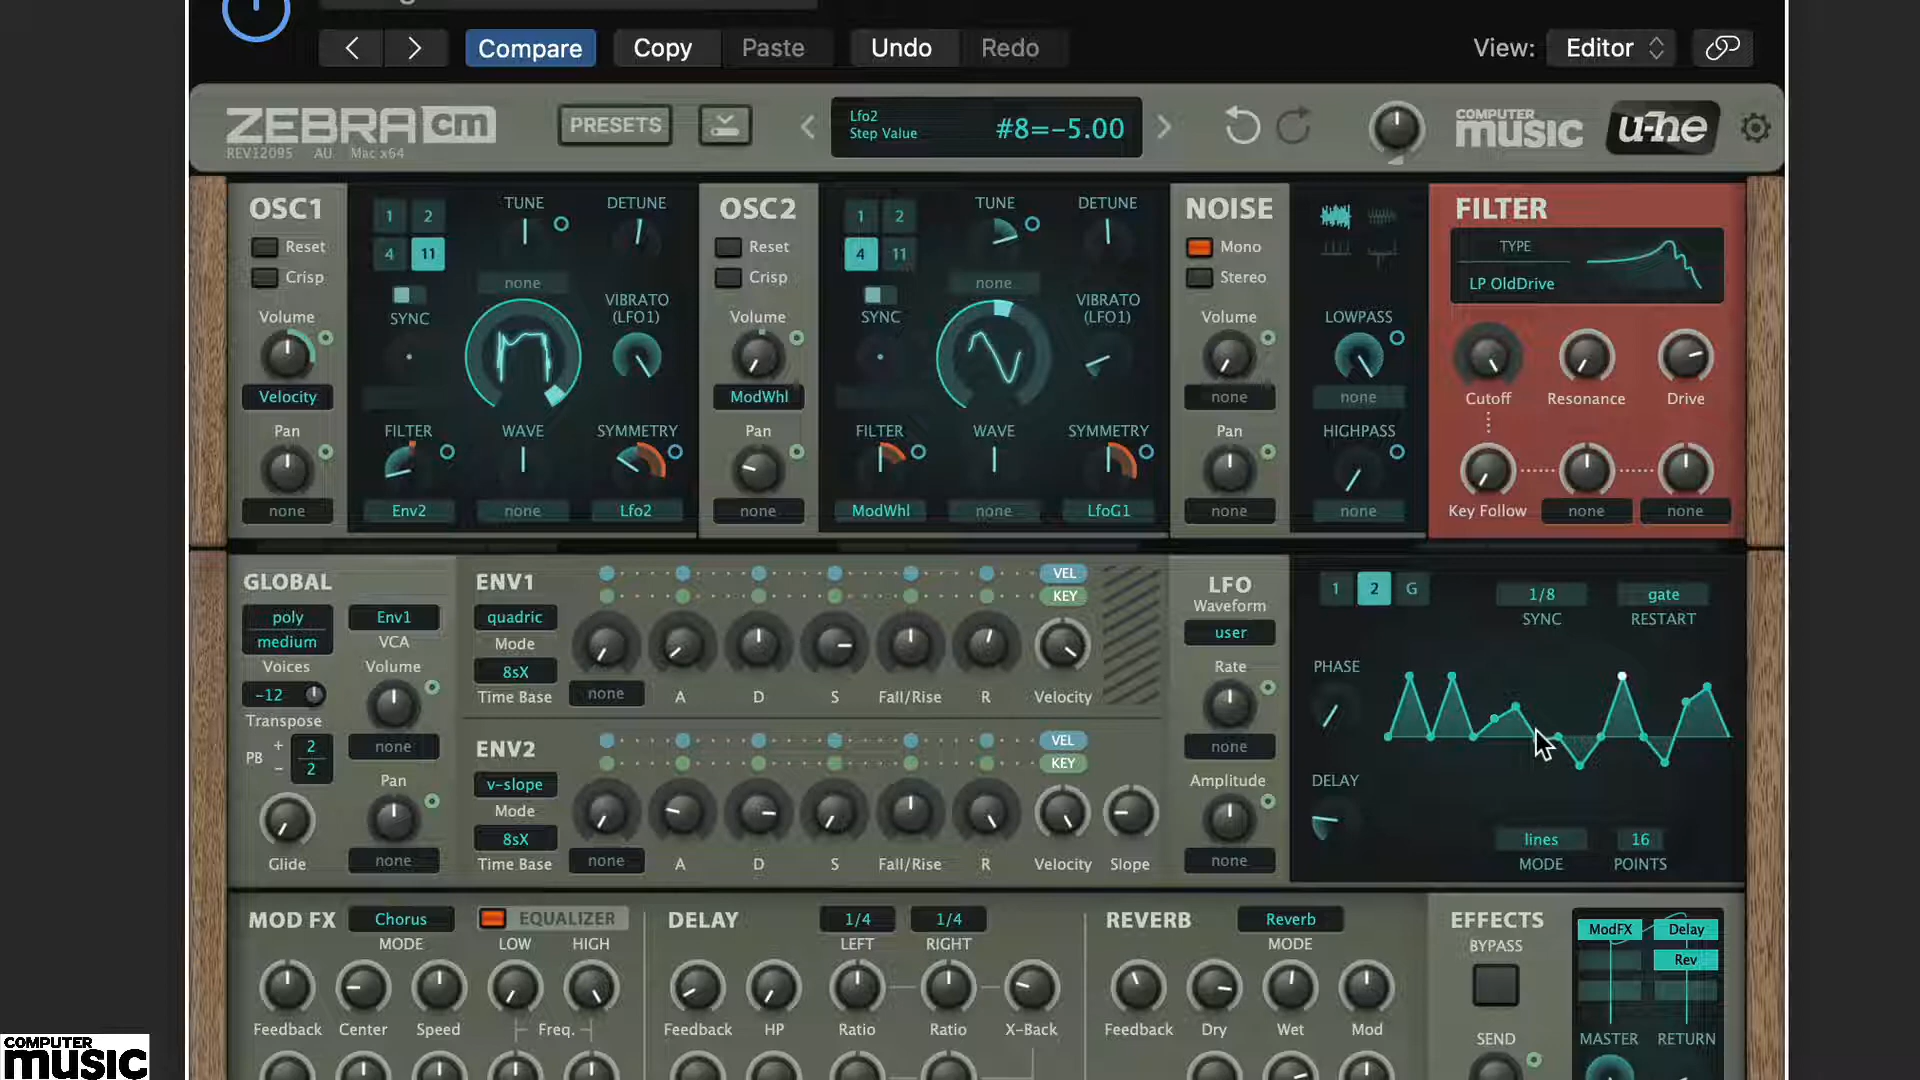 Compare
Copy
Paste
Undo
Redo
View:
Editor
ZEBRA cm
REV12095 AU Mac x64
PRESETS
Lfo2
Step Value
#8=-5.00
COMPUTER
MUSIC
u-he
OSC1
Reset
Crisp
Volume
Velocity
Pan
none
1 2
4 11
SYNC
TUNE
none
DETUNE
VIBRATO
(LFO1)
FILTER
WAVE
SYMMETRY
Env2
none
Lfo2
OSC2
Reset
Crisp
Volume
ModWhl
Pan
none
1 2
4 11
SYNC
TUNE
none
DETUNE
VIBRATO
(LFO1)
FILTER
WAVE
SYMMETRY
ModWhl
none
LfoG1
NOISE
Mono
Stereo
Volume
none
Pan
none
LOWPASS
none
HIGHPASS
none
FILTER
TYPE
LP OldDrive
Cutoff
Resonance
Drive
Key Follow
none
none
GLOBAL
poly
medium
Voices
-12
Transpose
PB
+
2
-
2
Glide
Env1
VCA
Volume
none
Pan
none
ENV1
VEL
KEY
quadric
Mode
8sX
Time Base
none
A
D
S
Fall/Rise
R
Velocity
ENV2
VEL
KEY
v-slope
Mode
8sX
Time Base
none
A
D
S
Fall/Rise
R
Velocity
Slope
LFO
Waveform
user
Rate
none
Amplitude
none
1 2 G
1/8
SYNC
gate
RESTART
PHASE
DELAY
lines
MODE
16
POINTS
MOD FX
Chorus
MODE
EQUALIZER
LOW
HIGH
Feedback
Center
Speed
Freq.
DELAY
1/4
LEFT
1/4
RIGHT
Feedback
HP
Ratio
Ratio
X-Back
REVERB
Reverb
MODE
Feedback
Dry
Wet
Mod
EFFECTS
BYPASS
SEND
ModFX
Delay
Rev
MASTER
RETURN
COMPUTER
music